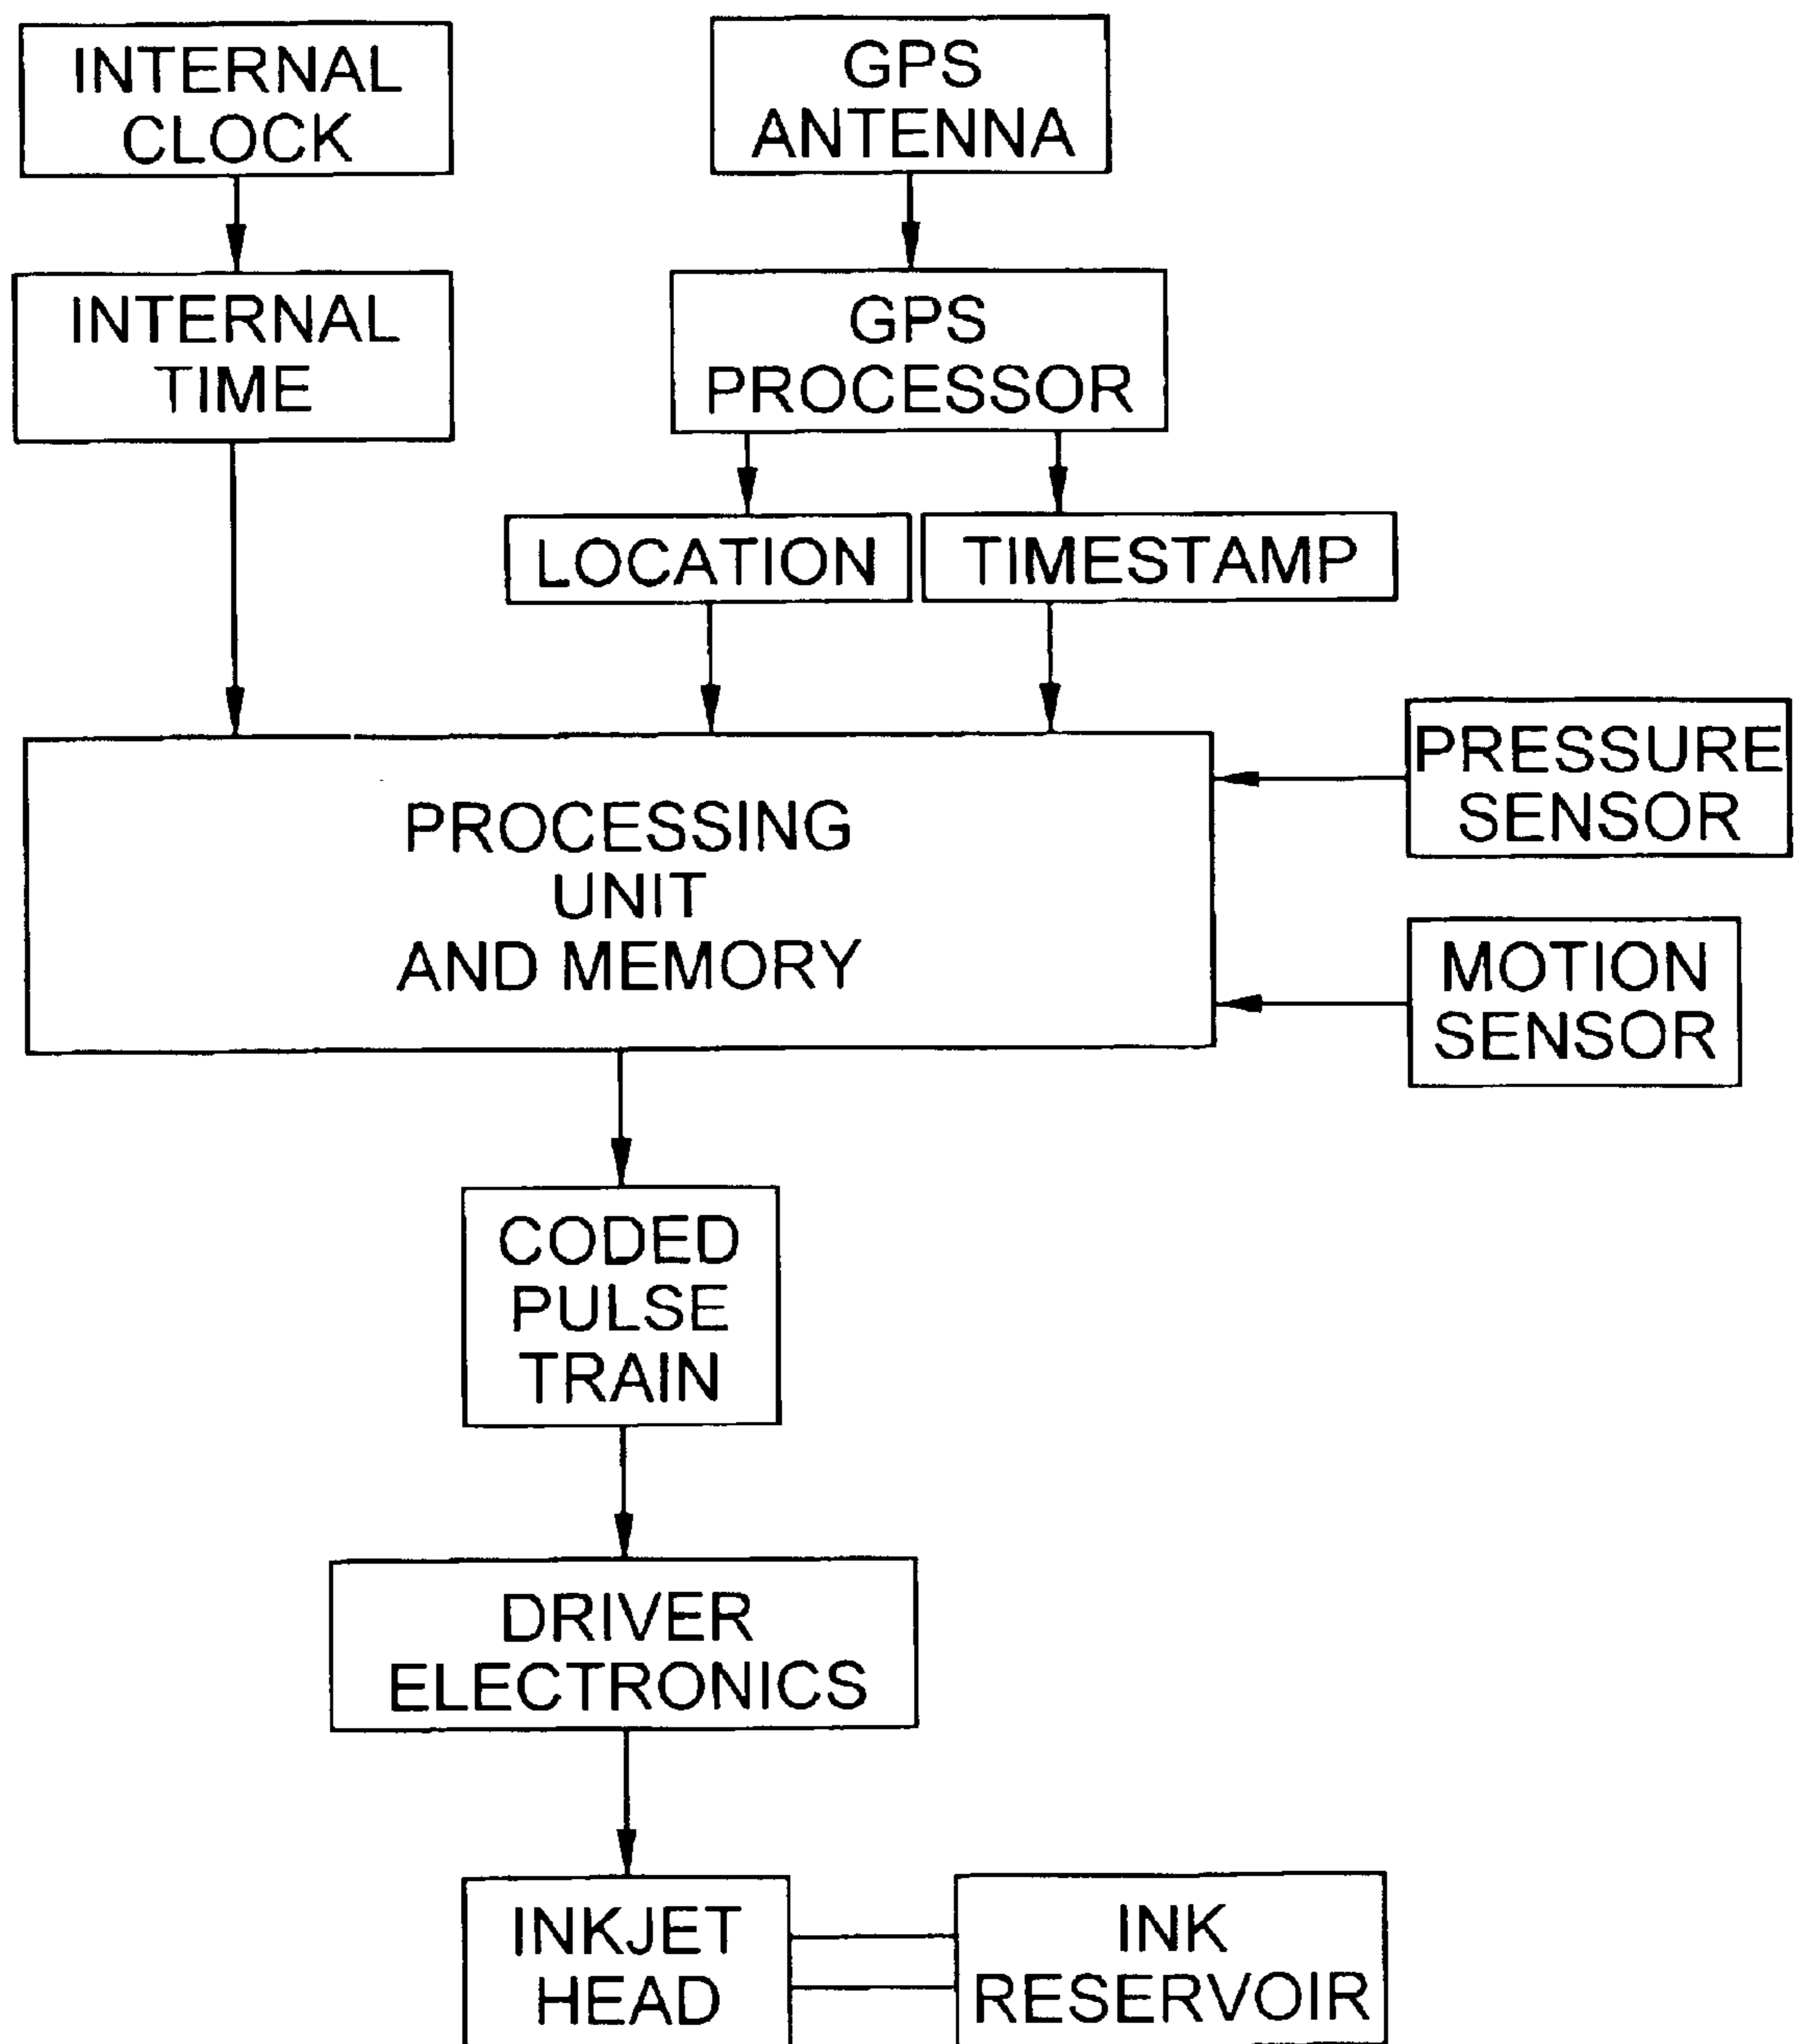 INTERNAL
CLOCK
GPS
ANTENNA
INTERNAL
TIME
GPS
PROCESSOR
LOCATION
TIMESTAMP
PRESSURE
SENSOR
PROCESSING
UNIT
AND MEMORY
MOTION
SENSOR
CODED
PULSE
TRAIN
DRIVER
ELECTRONICS
INKJET
HEAD
INK
RESERVOIR